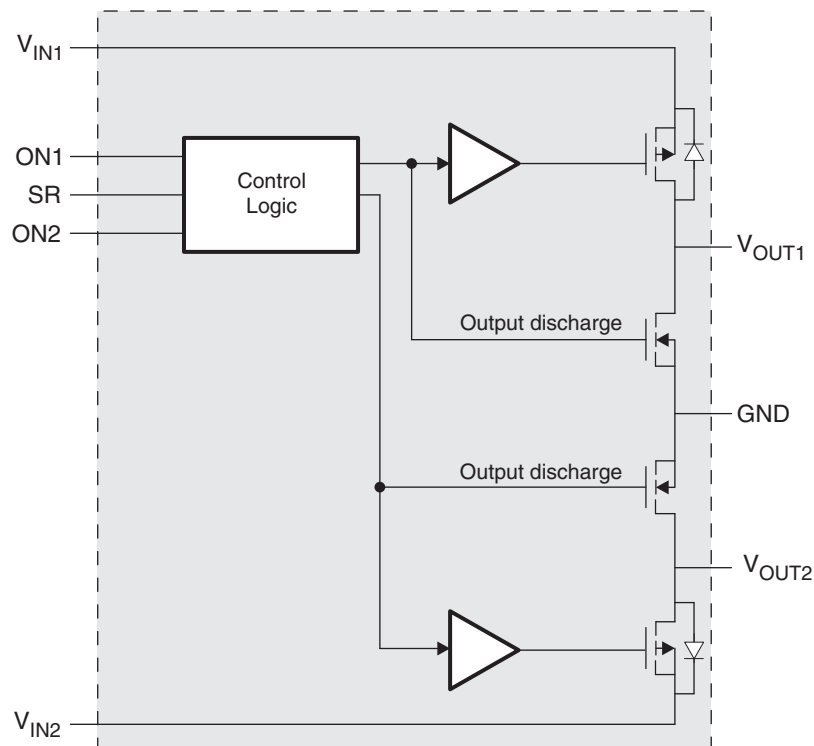 VIN1
ON1
SR
ON2
Control
Logic
VOUT1
Output discharge
GND
Output discharge
VOUT2
VIN2